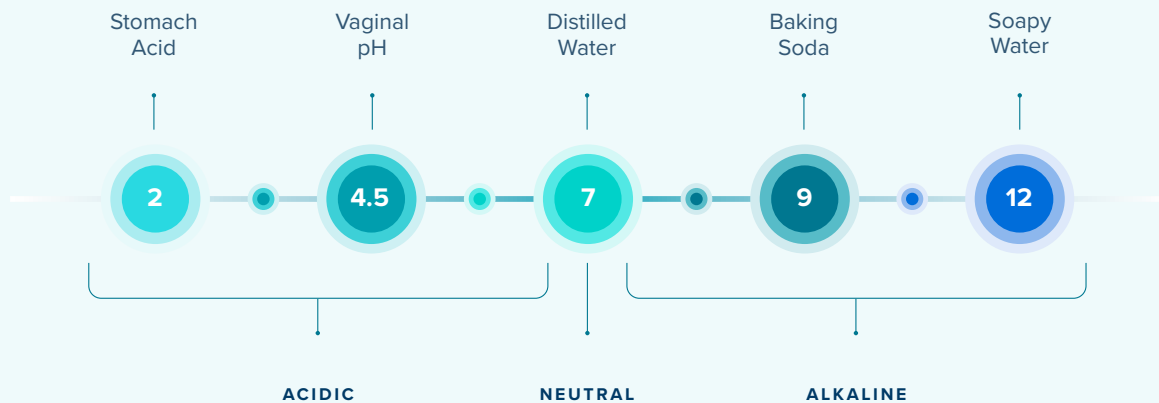 Stomach
Acid
Vaginal
pH
Distilled
Water
Baking
Soda
Soapy
Water
2
4.5
7
9
12
ACIDIC
NEUTRAL
ALKALINE